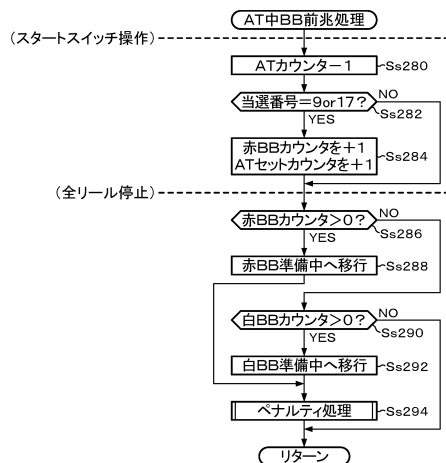 AT中BB前兆処理
(スタートスイッチ操作)
ATカウンター1
Ss280
当選番号=9or17?
NO
Ss282
YES
赤BBカウンタを+1
ATセットカウンタを+1
Ss284
(全リール停止)
赤BBカウンタ>0?
NO
Ss286
YES
赤BB準備中へ移行
Ss288
白BBカウンタ>0?
NO
Ss290
YES
白BB準備中へ移行
Ss292
ペナルティ処理
Ss294
リターン